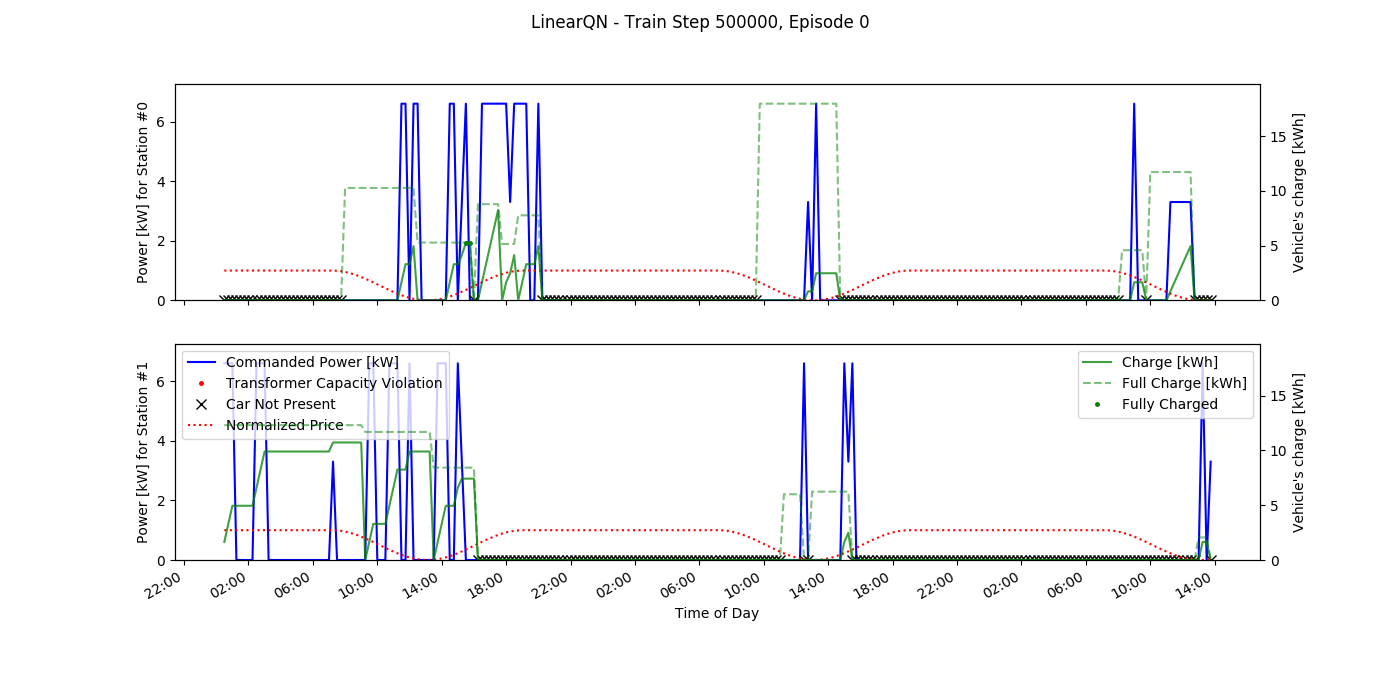 LinearQN - Train Step 500000, Episode 0
Power [kW] for Station #0
0
2
4
6
0
5
10
15
Vehicle's charge [kWh]
Power [kW] for Station #1
0
2
4
6
Commanded Power [kW]
Transformer Capacity Violation
Car Not Present
Normalized Price
Charge [kWh]
Full Charge [kWh]
Fully Charged
0
5
10
15
Vehicle's charge [kWh]
22:00 02:00 06:00 10:00 14:00 18:00 22:00 02:00 06:00 10:00 14:00 18:00 22:00 02:00 06:00 10:00 14:00
Time of Day